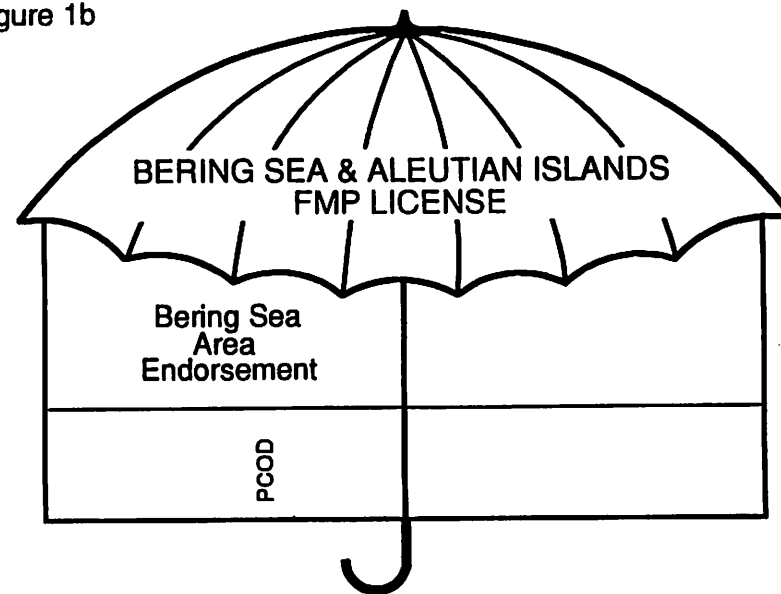 gure 1b
BERING SEA & ALEUTIAN ISLANDS
FMP LICENSE
Bering Sea
Area
Endorsement
PCOD